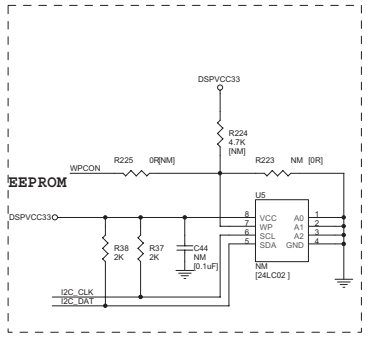 DSPVCC33
R224
4.7K
[NM]
R225 0R[NM]
R223 NM [0R]
WPCON
EEPROM
U5
DSPVCC33
8 VCC A0 1
7 WP A1 2
6 SCL A2 3
5 SDA GND 4
R38
2K
R37
2K
C44
NM
[0.1uF]
NM
[24LC02 ]
I2C_CLK
I2C_DAT